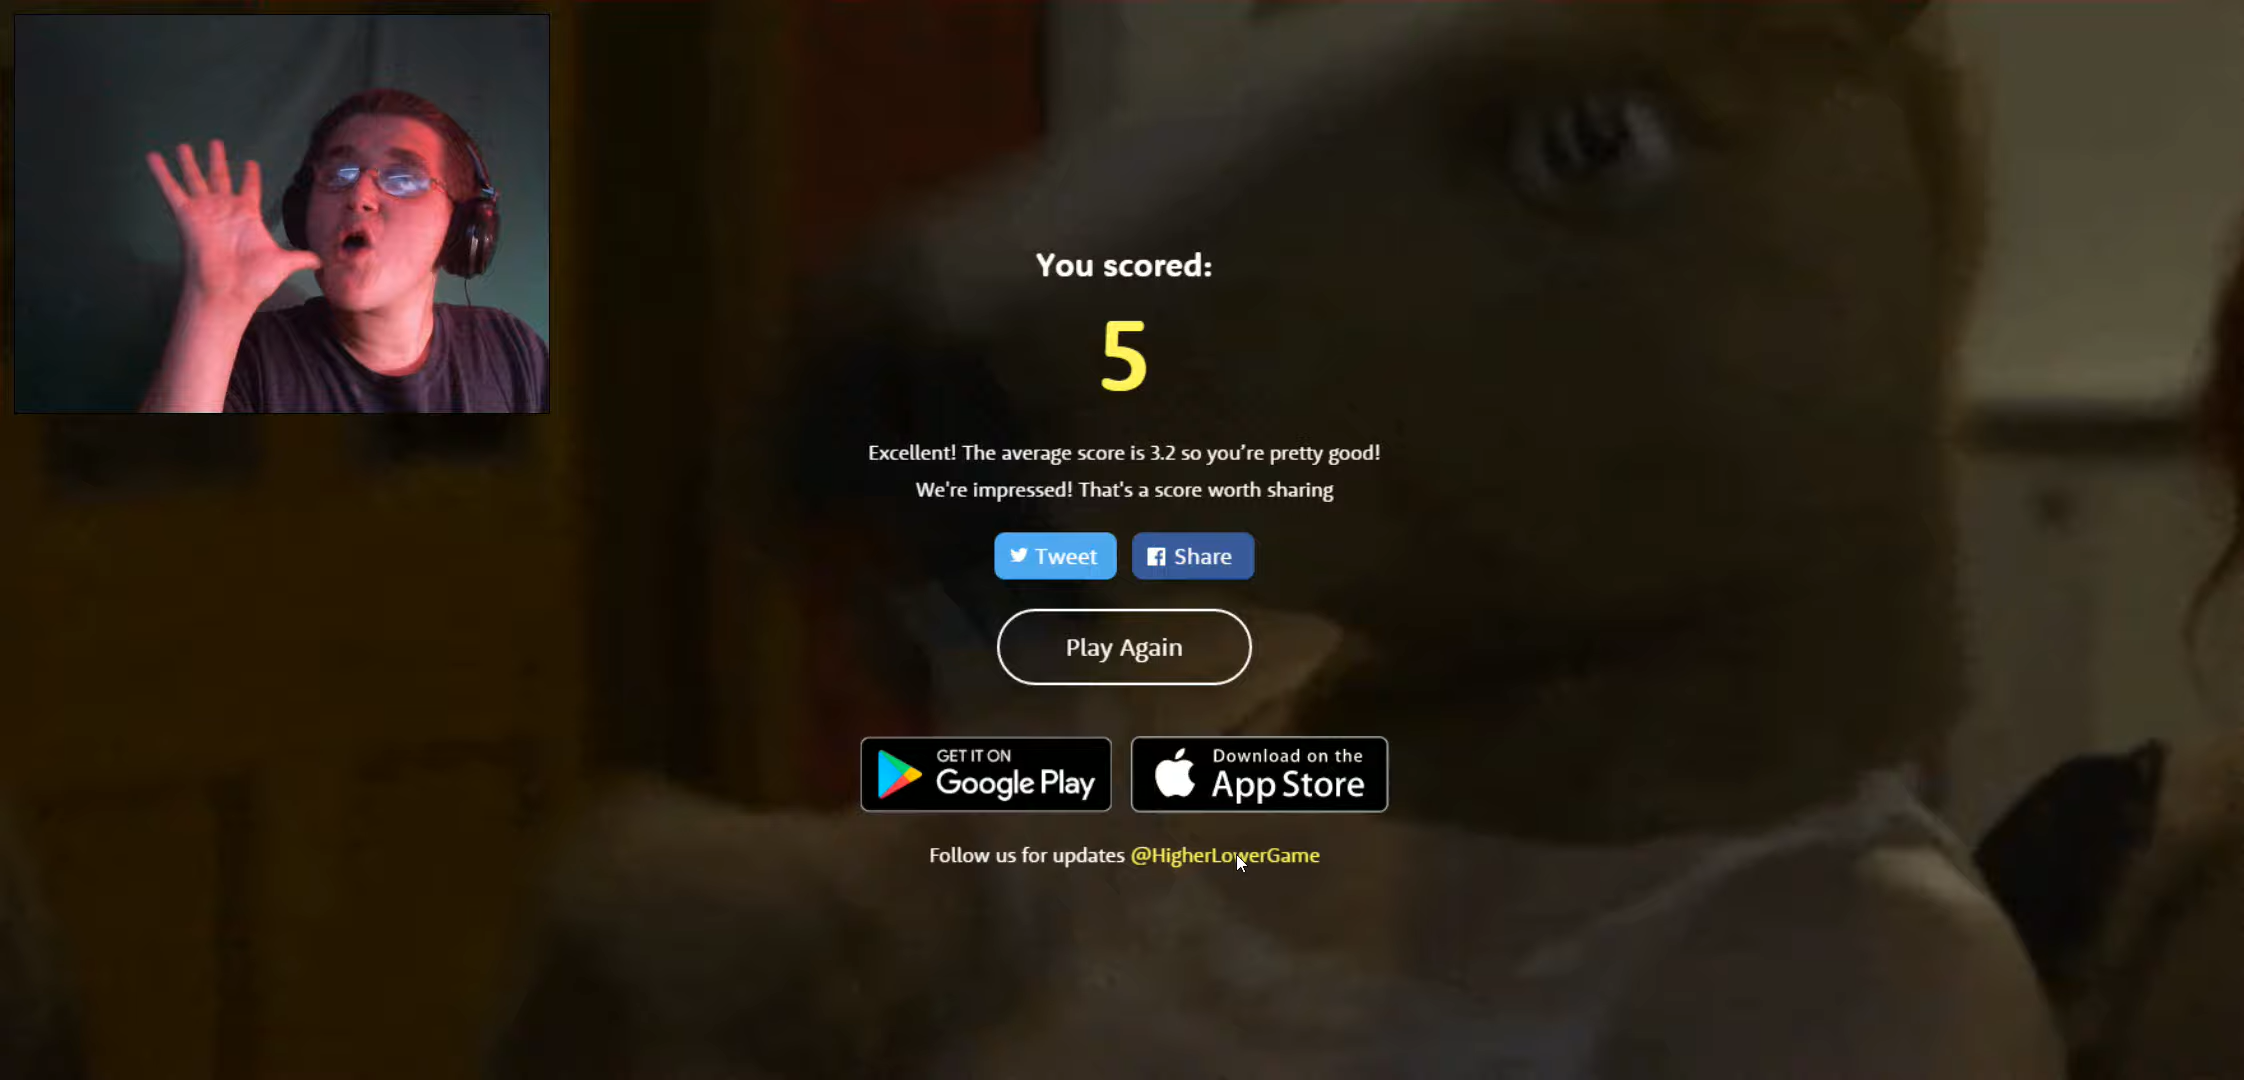 You scored:
5
Excellent! The average score is 3.2 so you're pretty good!
We're impressed! That's a score worth sharing
Tweet
Share
Play Again
GET IT ON
Google Play
Download on the
App Store
Follow us for updates @HigherLowerGame